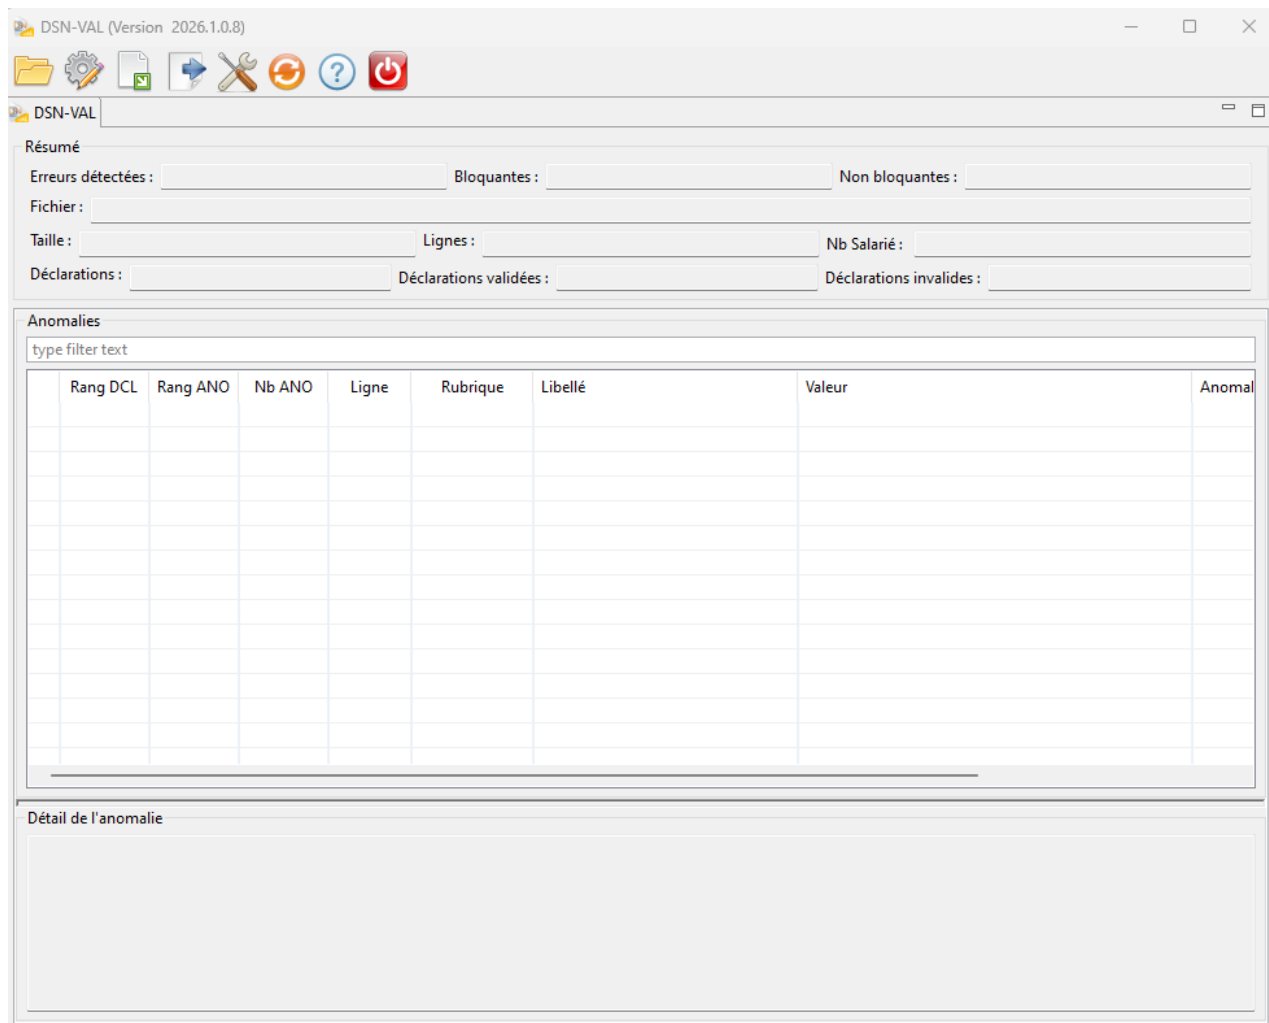 DSN-VAL (Version 2026.1.0.8)
DSN-VAL
Résumé
Erreurs détectées : Bloquantes : Non bloquantes :
Fichier :
Taille : Lignes : Nb Salarié :
Déclarations : Déclarations validées : Déclarations invalides :
Anomalies
type filter text
Rang DCL Rang ANO Nb ANO Ligne Rubrique Libellé Valeur Anomal
Détail de l'anomalie